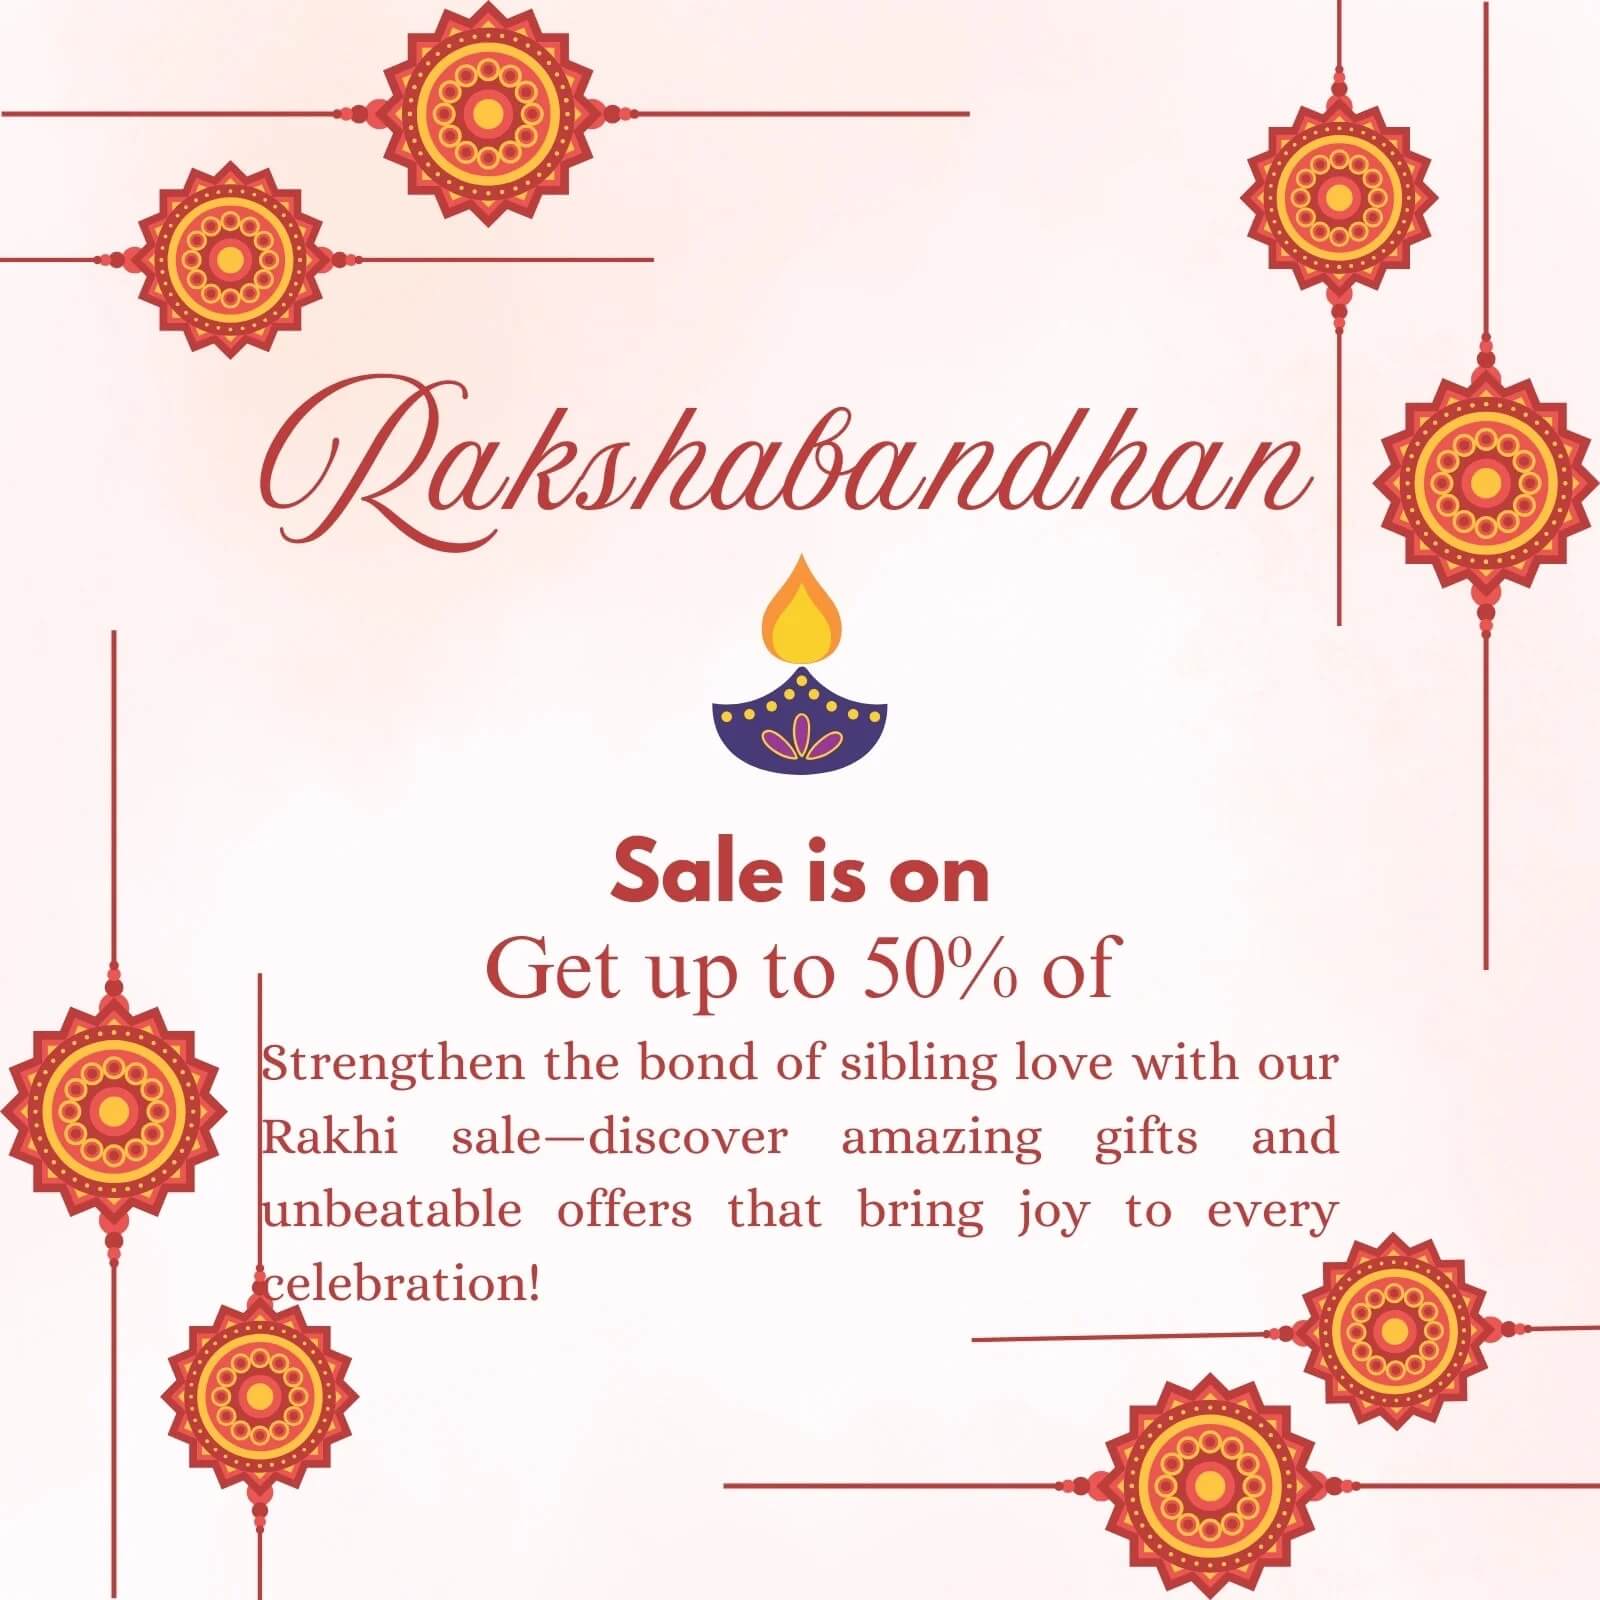 Rakshabandhan
Sale is on
Get up to 50% of
Strengthen the bond of sibling love with our
Rakhi sale—discover amazing gifts and
unbeatable offers that bring joy to every
celebration!